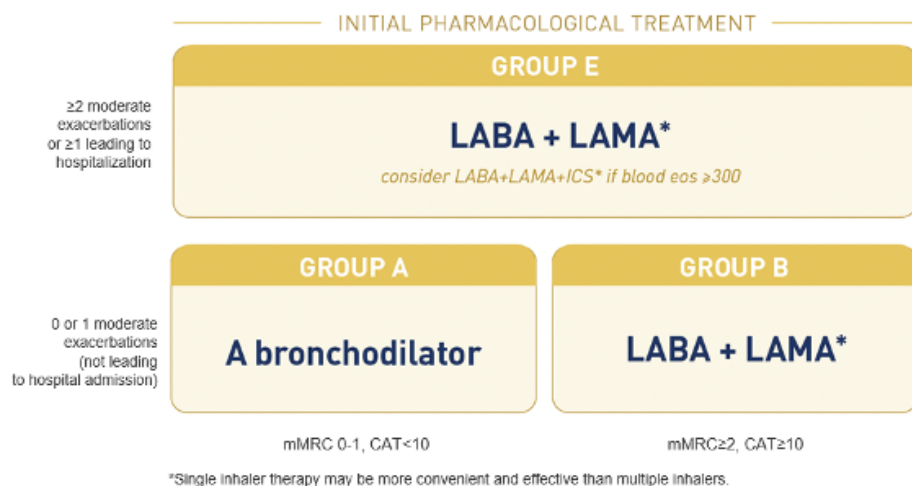 INITIAL PHARMACOLOGICAL TREATMENT
GROUP E
≥2 moderate
exacerbations
or ≥1 leading to
hospitalization
LABA + LAMA*
consider LABA+LAMA+ICS* if blood eos ⩾300
GROUP A
GROUP B
0 or 1 moderate
exacerbations
(not leading
to hospital admission)
A bronchodilator
LABA + LAMA*
mMRC 0-1, CAT<10
mMRC≥2, CAT≥10
*Single inhaler therapy may be more convenient and effective than multiple inhalers.